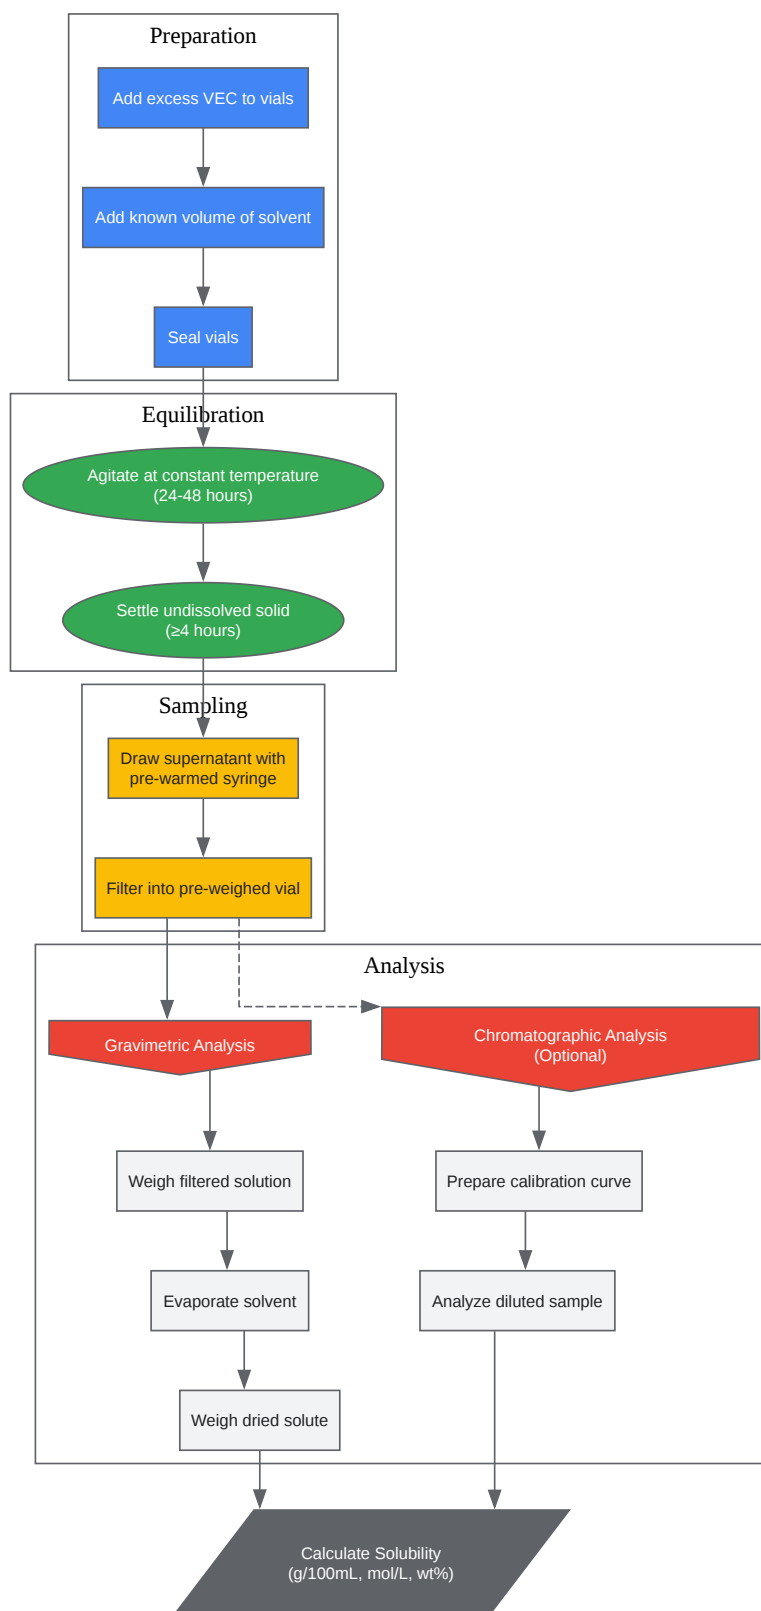 Preparation
Add excess VEC to vials
Add known volume of solvent
Seal vials
Equilibration
Agitate at constant temperature
(24-48 hours)
Settle undissolved solid
(≥4 hours)
Sampling
Draw supernatant with
pre-warmed syringe
Filter into pre-weighed vial
Analysis
Gravimetric Analysis
Chromatographic Analysis
(Optional)
Weigh filtered solution
Prepare calibration curve
Evaporate solvent
Analyze diluted sample
Weigh dried solute
Calculate Solubility
(g/100mL, mol/L, wt%)